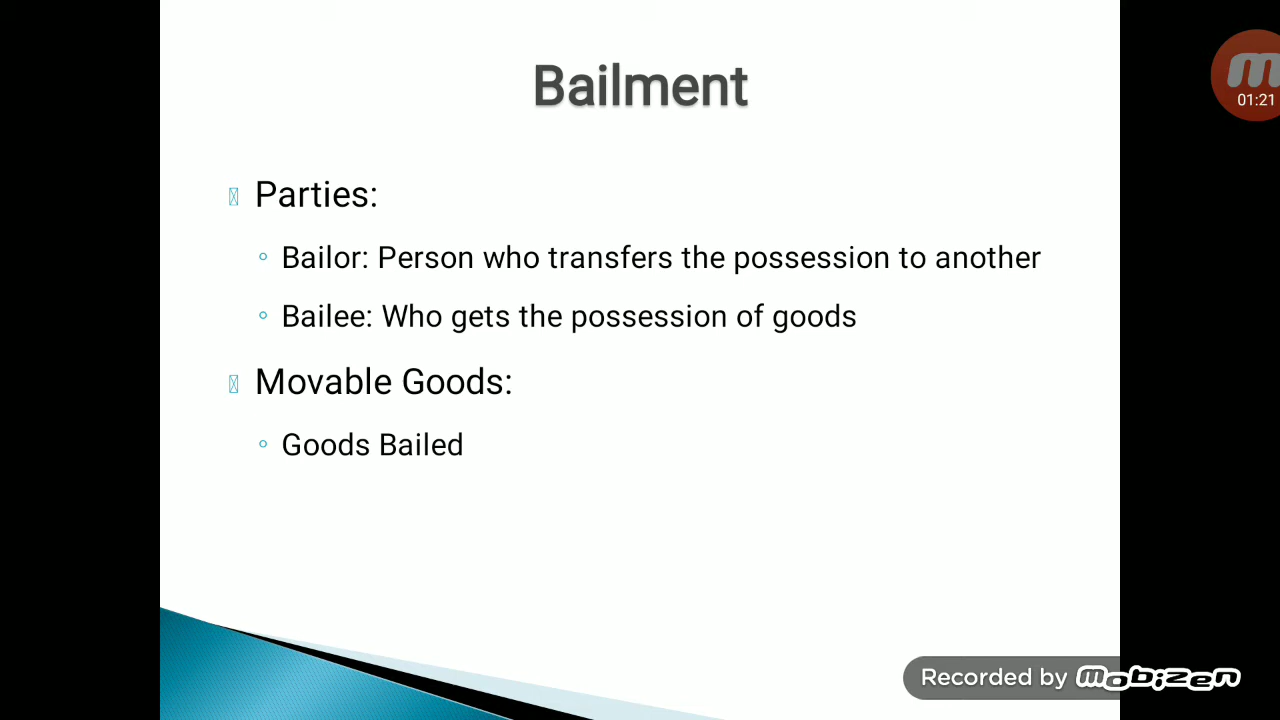 Bailment
01:21
Parties:
Bailor: Person who transfers the possession to another
Bailee: Who gets the possession of goods
Movable Goods:
Goods Bailed
Recorded by mobizen